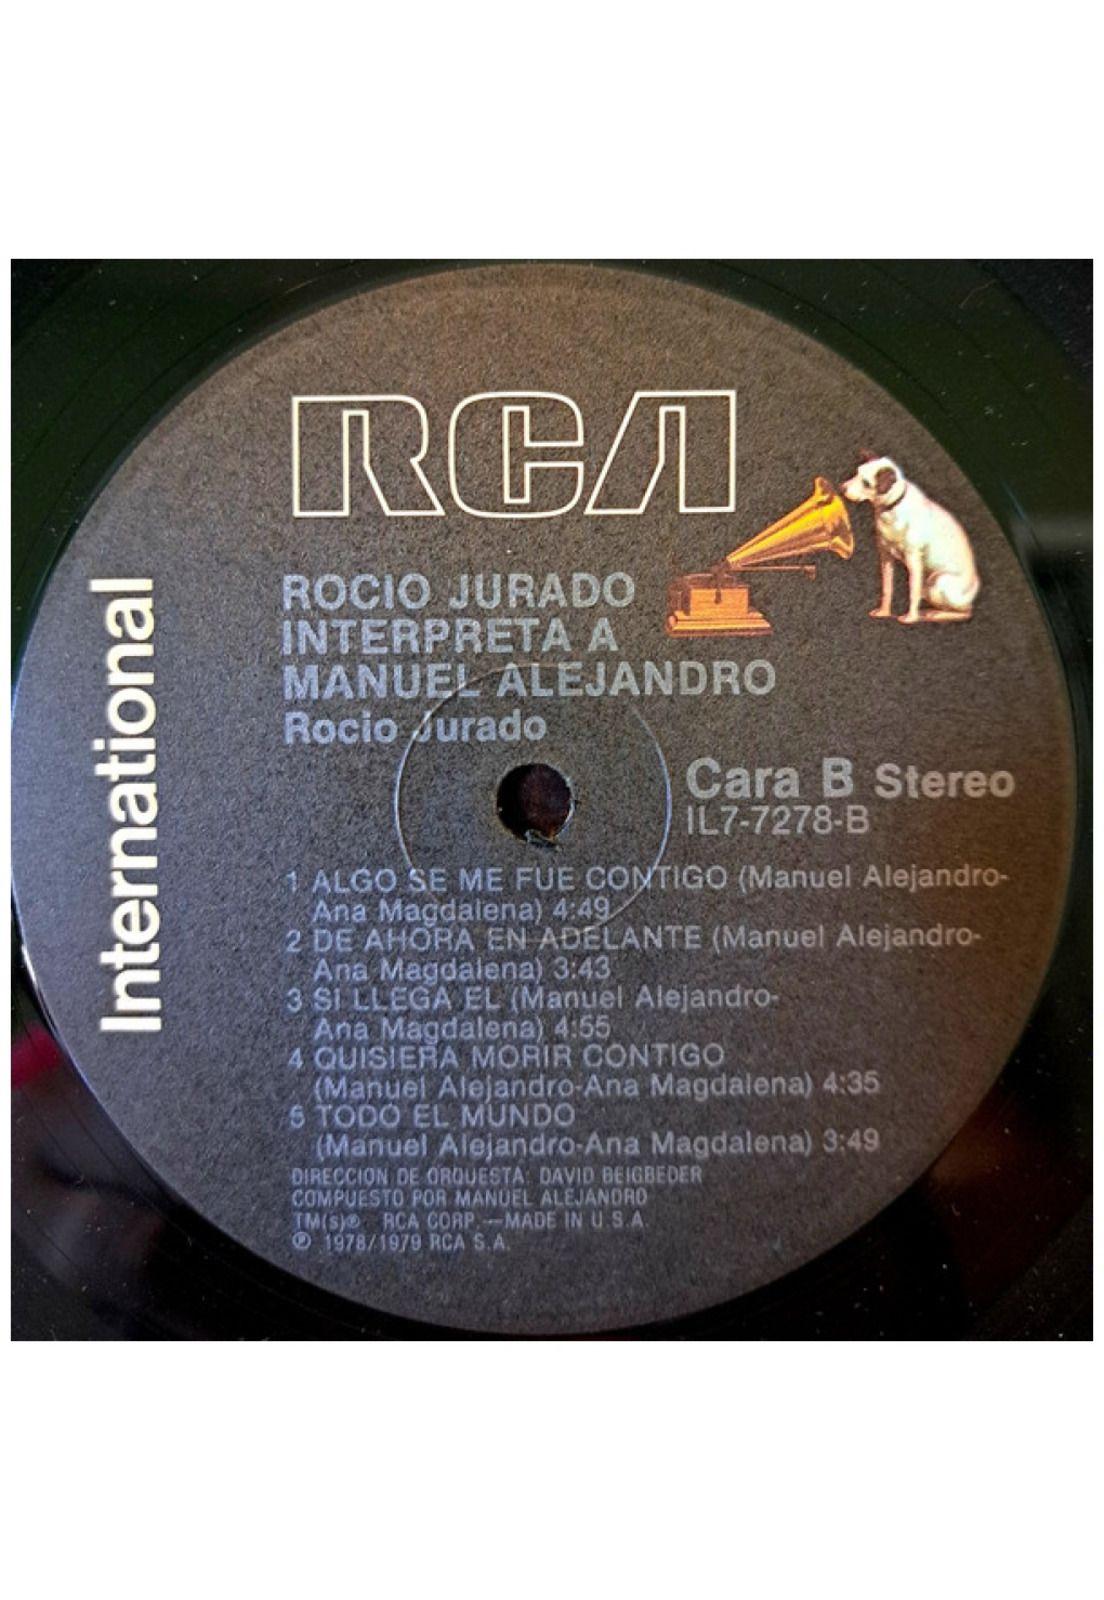 RCA
International
ROCIO JURADO
INTERPRETA A
MANUEL ALEJANDRO
Rocio Jurado
Cara B Stereo
IL7-7278-B
1 ALGO SE ME FUE CONTIGO (Manuel Alejandro-
Ana Magdalena) 4:49
2 DE AHORA EN ADELANTE (Manuel Alejandro-
Ana Magdalena) 3:43
3 SI LLEGA EL (Manuel Alejandro-
Ana Magdalena) 4:55
4 QUISIERA MORIR CONTIGO
(Manuel Alejandro-Ana Magdalena) 4:35
5 TODO EL MUNDO
(Manuel Alejandro-Ana Magdalena) 3:49
DIRECCION DE ORQUESTA: DAVID BEIGBEDER
COMPUESTO POR MANUEL ALEJANDRO
TM(s)® RCA CORP.—MADE IN U.S.A.
℗ 1978/1979 RCA S.A.